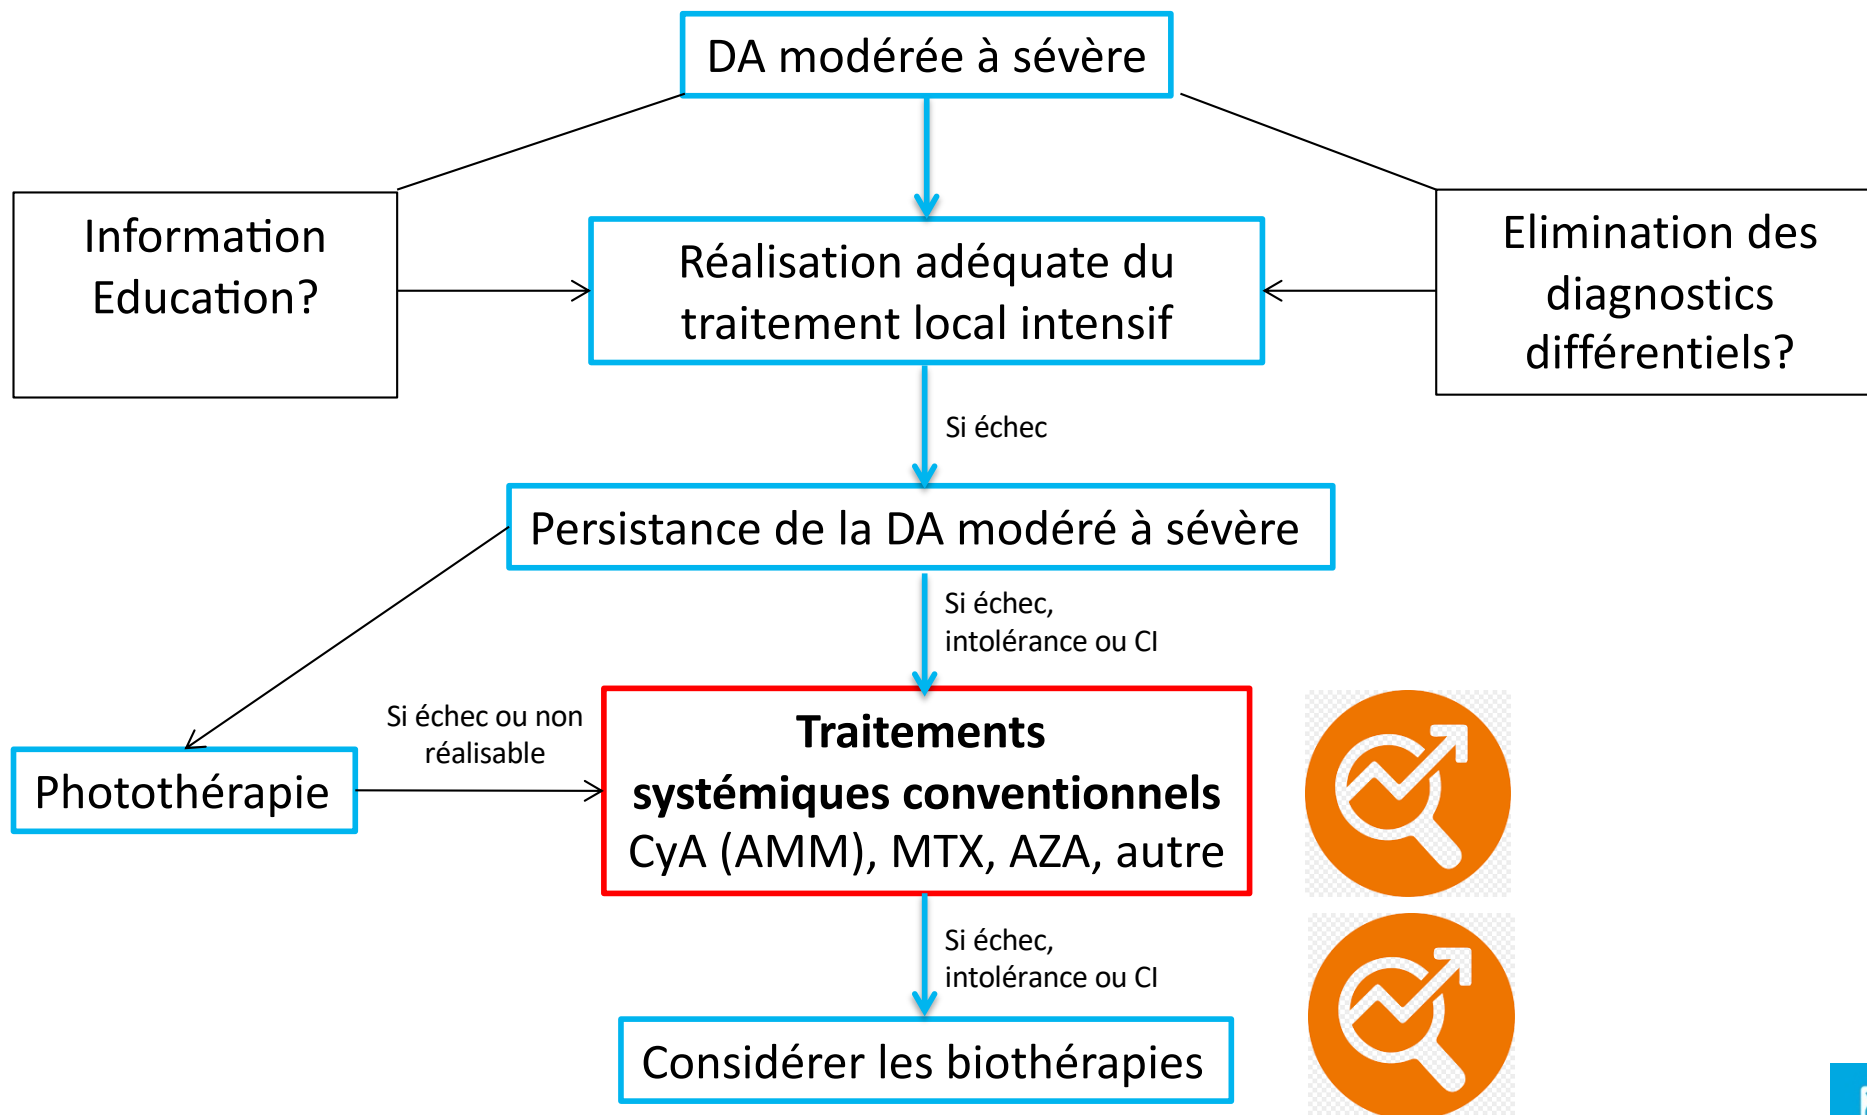 DA modérée à sévère
Information
Education?
Réalisation adéquate du
traitement local intensif
Elimination des
diagnostics
différentiels?
Si échec
Persistance de la DA modéré à sévère
Si échec,
intolérance ou CI
Si échec ou non
réalisable
Photothérapie
Traitements
systémiques conventionnels
CyA (AMM), MTX, AZA, autre
Si échec,
intolérance ou CI
Considérer les biothérapies